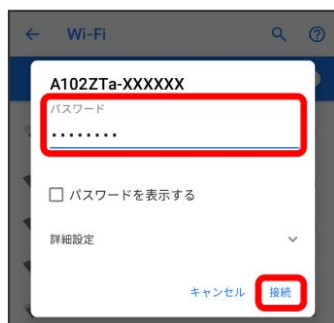 Wi-Fi
A102ZTa-XXXXXX
パスワード
••••••••
パスワードを表示する
詳細設定
キャンセル 接続